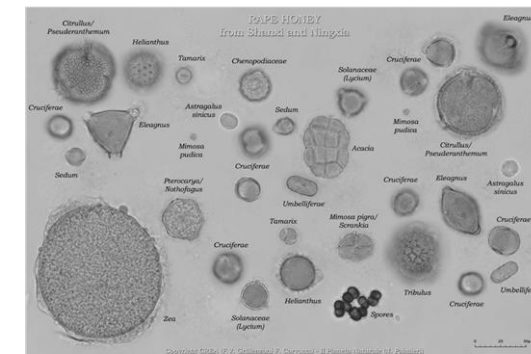 RAPE HONEY
from Shanxi and Ningxia
Citrullus/
Pseuderanthemum
Helianthus
Tamarix
Chenopodiaceae
Solanaceae
(Lycium)
Cruciferae
Eleagnus
Cruciferae
Eleagnus
Astragalus
sinicus
Mimosa
pudica
Sedum
Acacia
Mimosa
pudica
Citrullus/
Pseuderanthemum
Sedum
Pterocarya/
Nothofagus
Cruciferae
Umbelliferae
Cruciferae
Eleagnus
Astragalus
sinicus
Cruciferae
Tamarix
Mimosa pigra/
Scrankia
Cruciferae
Zea
Solanaceae
(Lycium)
Helianthus
Spores
Tribulus
Cruciferae
Umbellife